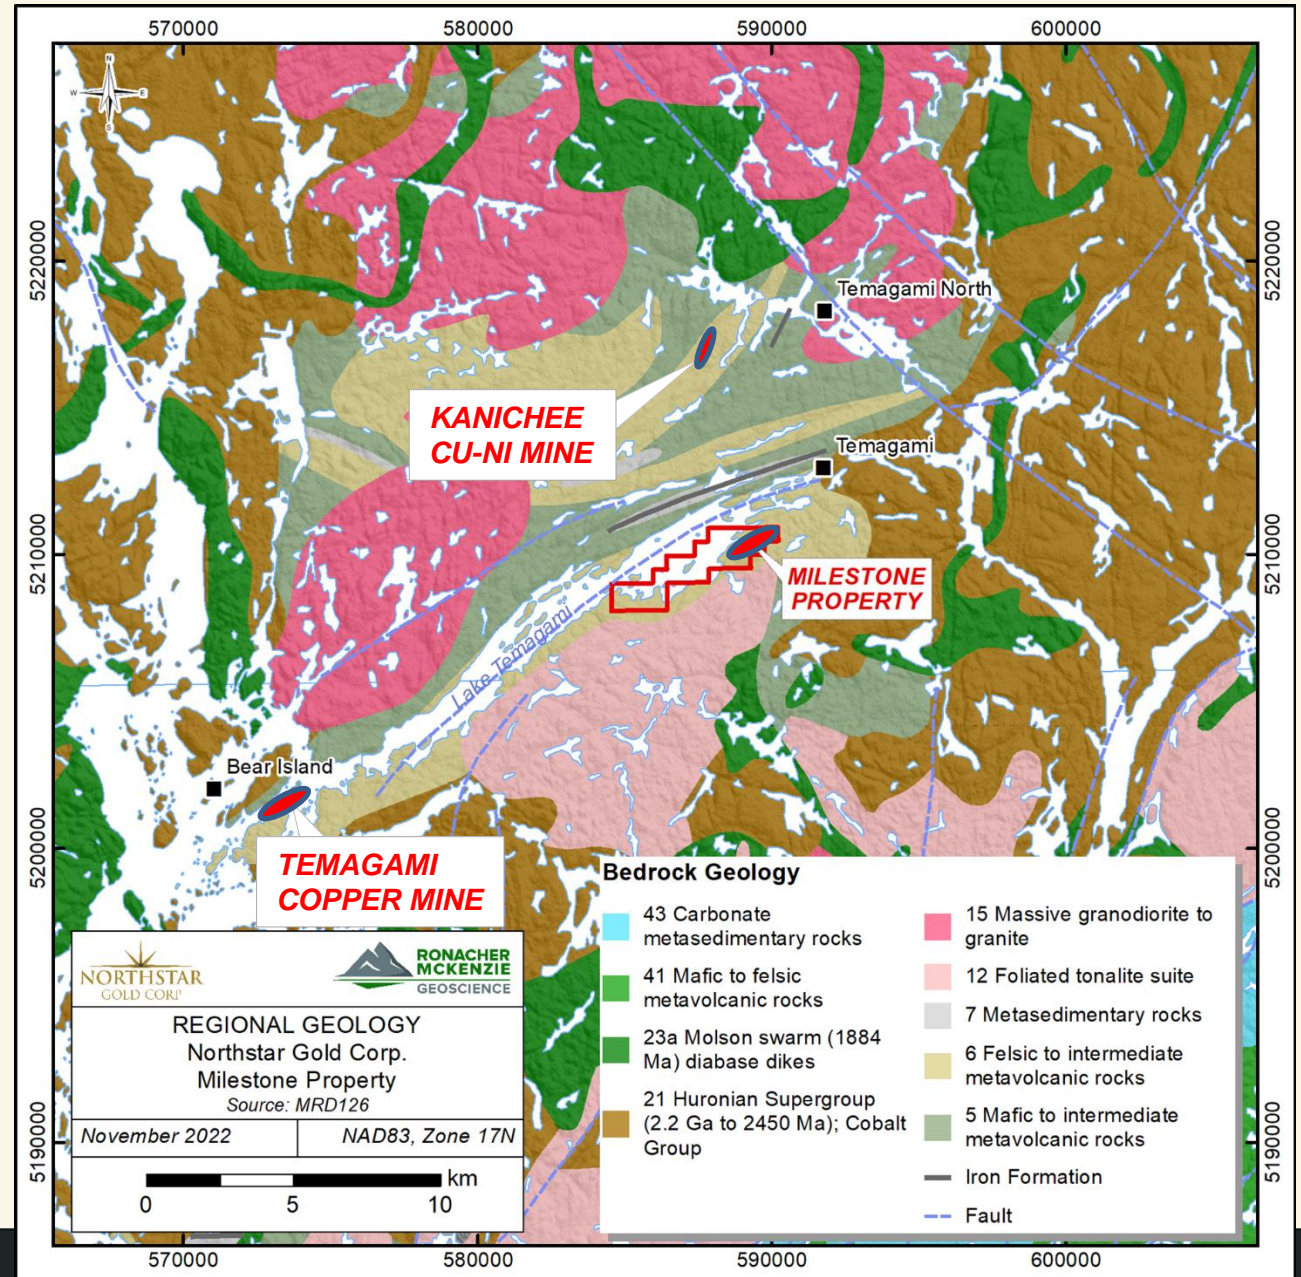 570000
580000
590000
600000
N
W
E
S
5220000
5220000
Temagami North
KANICHEE
CU-NI MINE
Temagami
5210000
5210000
MILESTONE
PROPERTY
Lake Temagami
Bear Island
5200000
5200000
TEMAGAMI
COPPER MINE
Bedrock Geology
43 Carbonate
metasedimentary rocks
41 Mafic to felsic
metavolcanic rocks
23a Molson swarm (1884
Ma) diabase dikes
21 Huronian Supergroup
(2.2 Ga to 2450 Ma); Cobalt
Group
15 Massive granodiorite to
granite
12 Foliated tonalite suite
7 Metasedimentary rocks
6 Felsic to intermediate
metavolcanic rocks
5 Mafic to intermediate
metavolcanic rocks
Iron Formation
Fault
NORTHSTAR
GOLD CORP
RONACHER
MCKENZIE
GEOSCIENCE
REGIONAL GEOLOGY
Northstar Gold Corp.
Milestone Property
Source: MRD126
November 2022
NAD83, Zone 17N
km
0
5
10
5190000
5190000
570000
580000
590000
600000